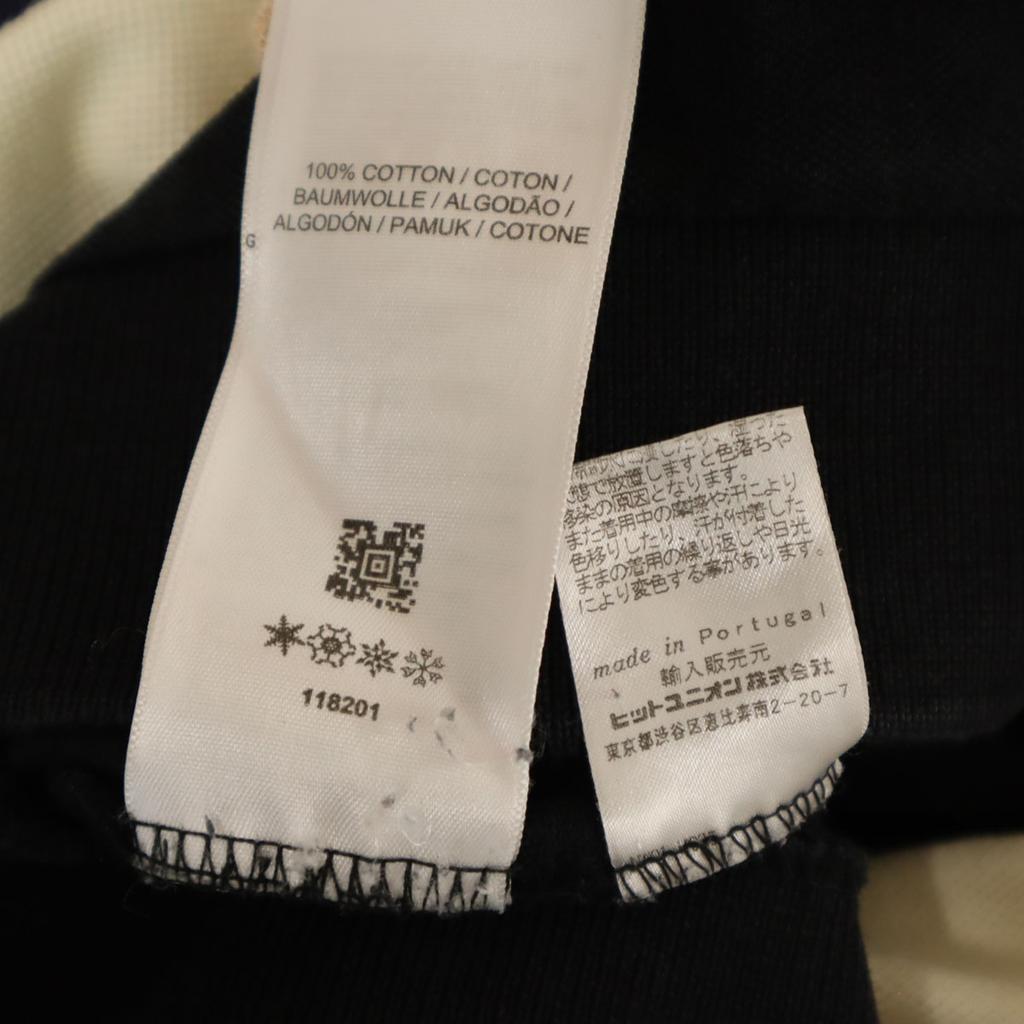 100% COTTON / COTON /
BAUMWOLLE / ALGODÃO /
ALGODÓN / PAMUK / COTONE
G
118201
したり、湿った
態で放置しますと色落ちや
移染の原因となります。
また着用中の摩擦や汗により
色移りしたり、汗が付着した
ままの着用の繰り返しや日光
により変色する事があります。
made in Portugal
輸入販売元
ヒットユニオン株式会社
東京都渋谷区恵比寿南2-20-7